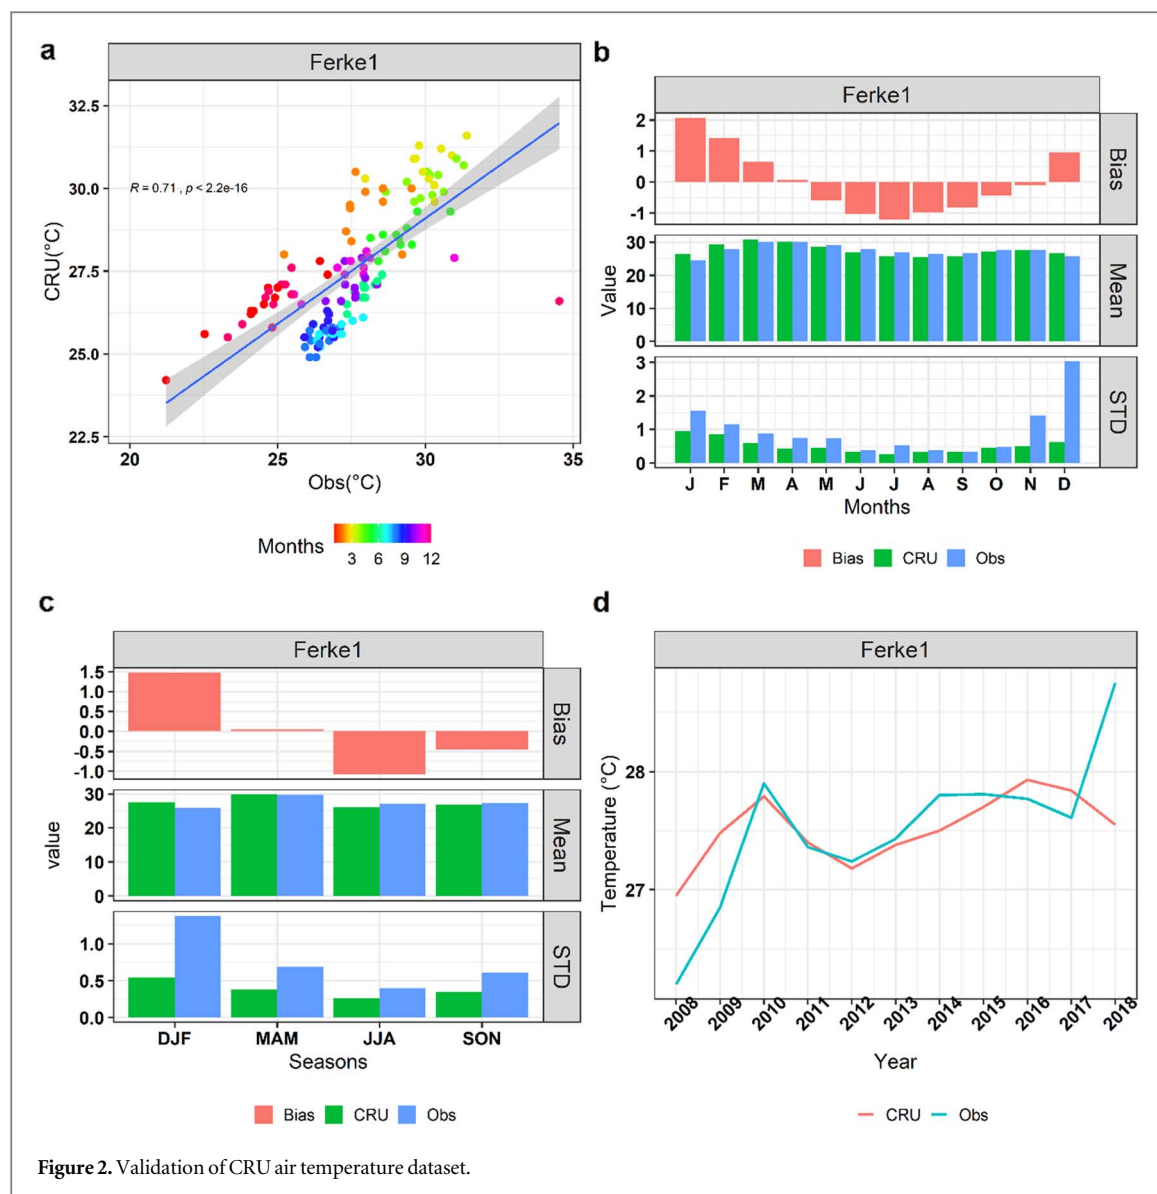 a
Ferke1
CRU(°C)
32.5
30.0
27.5
25.0
22.5
R = 0.71 , p < 2.2e-16
20 25 30 35
Obs(°C)
Months
3 6 9 12
b
Ferke1
Value
2
1
0
-1
Bias
30
20
10
0
Mean
3
2
1
0
STD
J F M A M J J A S O N D
Months
Bias CRU Obs
c
Ferke1
value
1.5
1.0
0.5
0.0
-0.5
-1.0
Bias
30
20
10
0
Mean
1.0
0.5
0.0
STD
DJF MAM JJA SON
Seasons
Bias CRU Obs
d
Ferke1
Temperature (°C)
28
27
2008 2009 2010 2011 2012 2013 2014 2015 2016 2017 2018
Year
CRU Obs
Figure 2. Validation of CRU air temperature dataset.